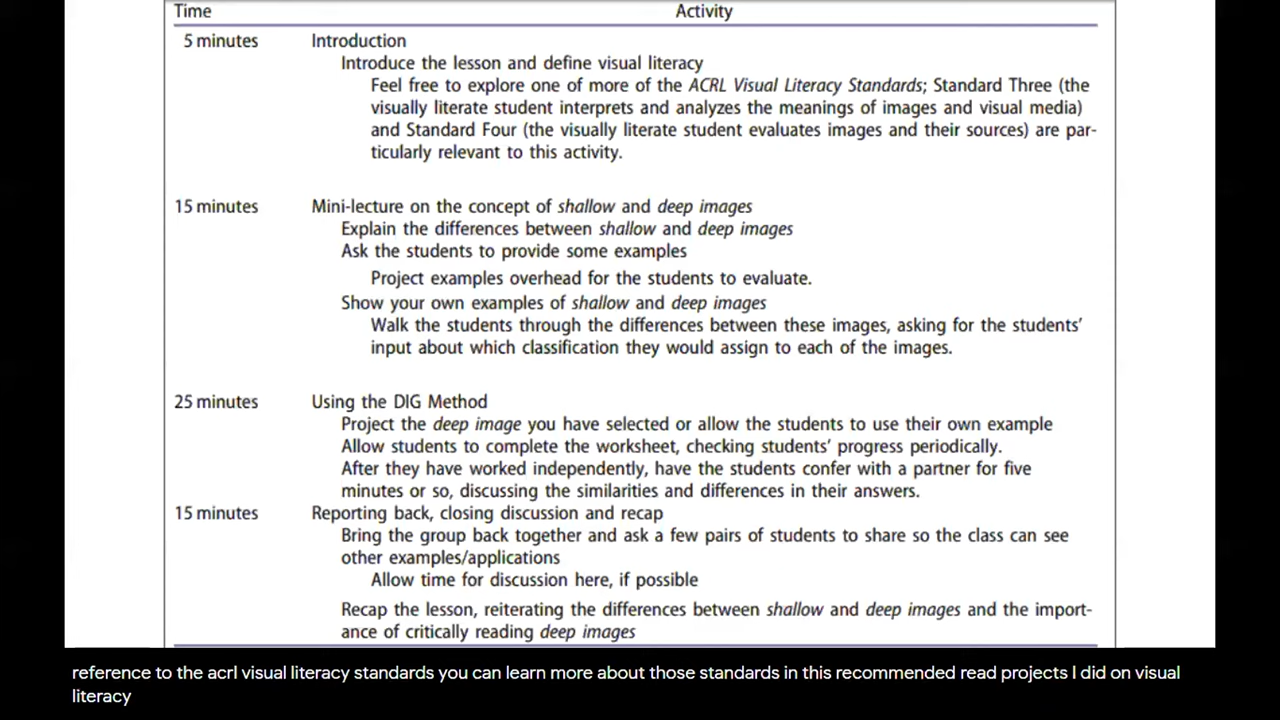 Time Activity
5 minutes Introduction
Introduce the lesson and define visual literacy
Feel free to explore one of more of the ACRL Visual Literacy Standards; Standard Three (the
visually literate student interprets and analyzes the meanings of images and visual media)
and Standard Four (the visually literate student evaluates images and their sources) are par-
ticularly relevant to this activity.
15 minutes Mini-lecture on the concept of shallow and deep images
Explain the differences between shallow and deep images
Ask the students to provide some examples
Project examples overhead for the students to evaluate.
Show your own examples of shallow and deep images
Walk the students through the differences between these images, asking for the students'
input about which classification they would assign to each of the images.
25 minutes Using the DIG Method
Project the deep image you have selected or allow the students to use their own example
Allow students to complete the worksheet, checking students' progress periodically.
After they have worked independently, have the students confer with a partner for five
minutes or so, discussing the similarities and differences in their answers.
15 minutes Reporting back, closing discussion and recap
Bring the group back together and ask a few pairs of students to share so the class can see
other examples/applications
Allow time for discussion here, if possible
Recap the lesson, reiterating the differences between shallow and deep images and the import-
ance of critically reading deep images
reference to the acrl visual literacy standards you can learn more about those standards in this recommended read projects I did on visual
literacy